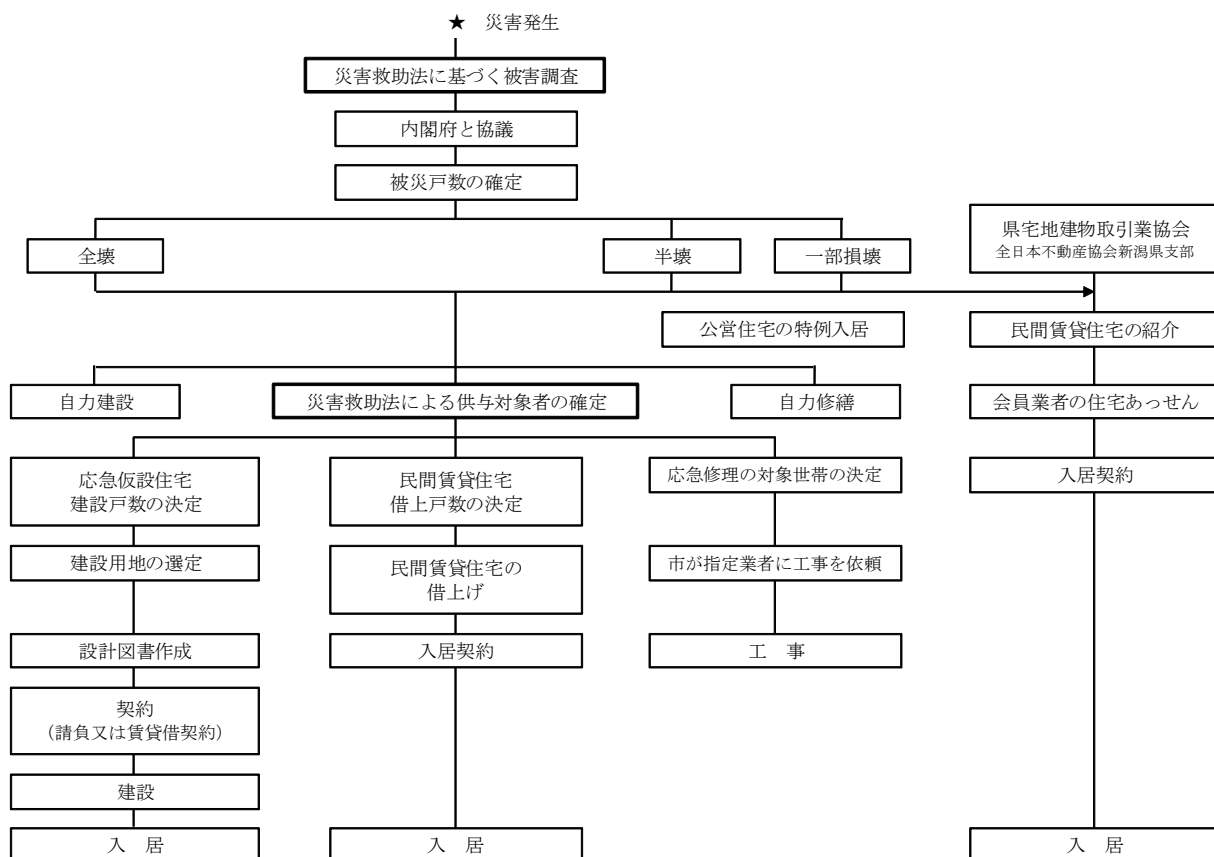 ★ 災害発生
災害救助法に基づく被害調査
内閣府と協議
被災戸数の確定
全壊
半壊
一部損壊
県宅地建物取引業協会
全日本不動産協会新潟県支部
公営住宅の特例入居
民間賃貸住宅の紹介
自力建設
災害救助法による供与対象者の確定
自力修繕
会員業者の住宅あっせん
応急仮設住宅
建設戸数の決定
民間賃貸住宅
借上戸数の決定
応急修理の対象世帯の決定
入居契約
建設用地の選定
民間賃貸住宅の
借上げ
市が指定業者に工事を依頼
設計図書作成
入居契約
工 事
契約
(請負又は賃貸借契約)
建設
入 居
入 居
入 居